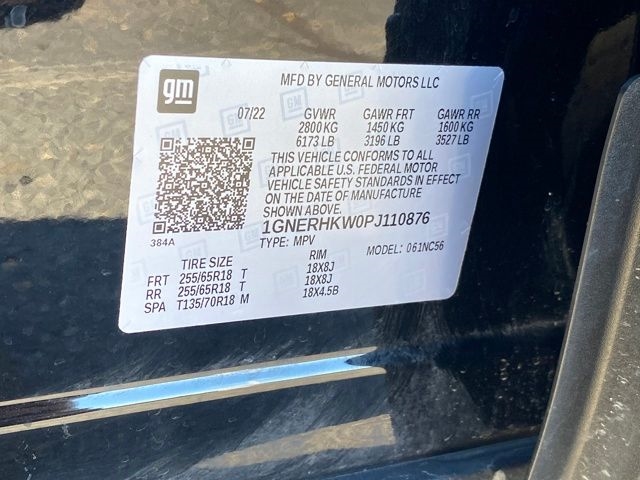 gm
MFD BY GENERAL MOTORS LLC
07/22 GVWR GAWR FRT GAWR RR
2800 KG 1450 KG 1600 KG
6173 LB 3196 LB 3527 LB
THIS VEHICLE CONFORMS TO ALL
APPLICABLE U.S. FEDERAL MOTOR
VEHICLE SAFETY STANDARDS IN EFFECT
ON THE DATE OF MANUFACTURE
SHOWN ABOVE.
1GNERHKW0PJ110876
384A
TYPE: MPV MODEL: 061NC56
TIRE SIZE RIM
FRT 255/65R18 T 18X8J
RR 255/65R18 T 18X8J
SPA T135/70R18 M 18X4.5B